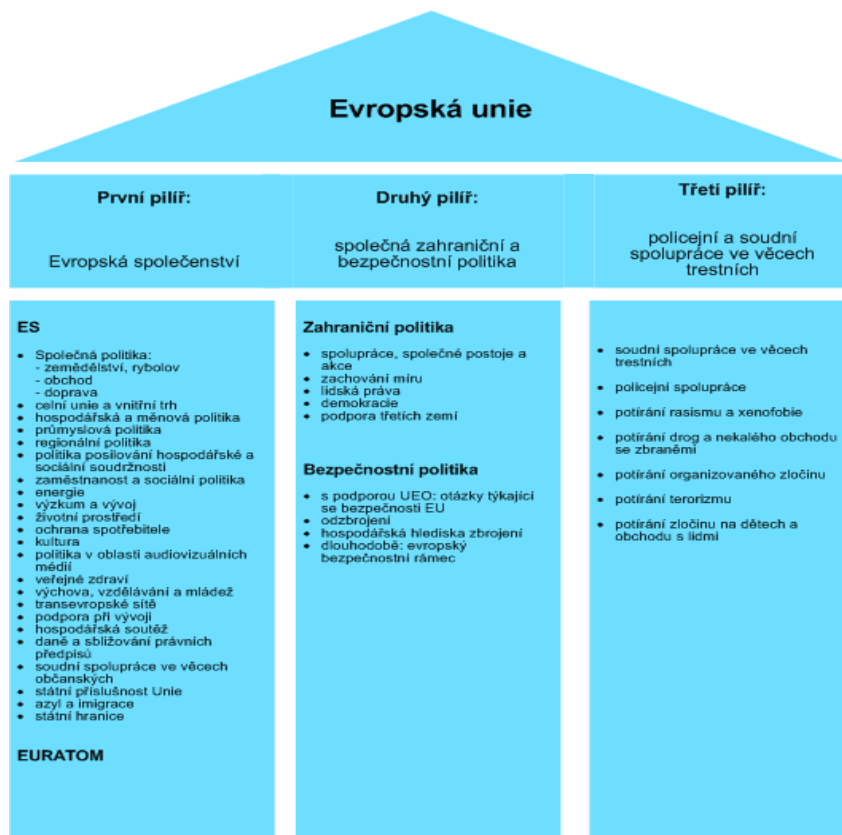 Evropská unie
První pilíř:
Evropská společenství
Druhý pilíř:
společná zahraniční a
bezpečnostní politika
Třetí pilíř:
policejní a soudní
spolupráce ve věcech
trestních
ES
• Společná politika:
- zemědělství, rybolov
- obchod
- doprava
• celní unie a vnitřní trh
• hospodářská a měnová politika
• průmyslová politika
• regionální politika
• politika posilování hospodářské a
sociální soudržnosti
• zaměstnanost a sociální politika
• energie
• výzkum a vývoj
• životní prostředí
• ochrana spotřebitele
• kultura
• politika v oblasti audiovizuálních
médií
• veřejné zdraví
• výchova, vzdělávání a mládež
• transevropské sítě
• podpora při vývoji
• hospodářská soutěž
• daně a sbližování právních
předpisů
• soudní spolupráce ve věcech
občanských
• státní příslušnost Unie
• azyl a imigrace
• státní hranice
EURATOM
Zahraniční politika
• spolupráce, společné postoje a
akce
• zachování míru
• lidská práva
• demokracie
• podpora třetích zemí
Bezpečnostní politika
• s podporou UEO: otázky týkající
se bezpečnosti EU
• odzbrojení
• hospodářská hlediska zbrojení
• dlouhodobě: evropský
bezpečnostní rámec
• soudní spolupráce ve věcech
trestních
• policejní spolupráce
• potírání rasismu a xenofobie
• potírání drog a nekalého obchodu
se zbraněmi
• potírání organizovaného zločinu
• potírání terorizmu
• potírání zločinu na dětech a
obchodu s lidmi